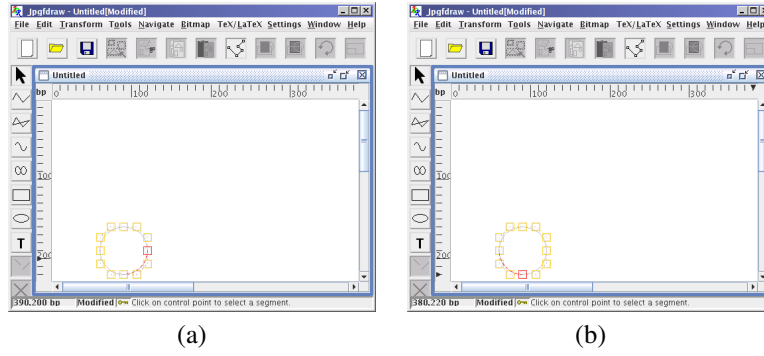 Jpgfdraw - Untitled[Modified]
File Edit Transform Tools Navigate Bitmap TeX/LaTeX Settings Window Help
Untitled
bp 0 100 200 300
100
T
200
390,200 bp Modified Click on control point to select a segment.
(a)
Jpgfdraw - Untitled[Modified]
File Edit Transform Tools Navigate Bitmap TeX/LaTeX Settings Window Help
Untitled
bp 0 100 200 300
100
T
200
380,220 bp Modified Click on control point to select a segment.
(b)